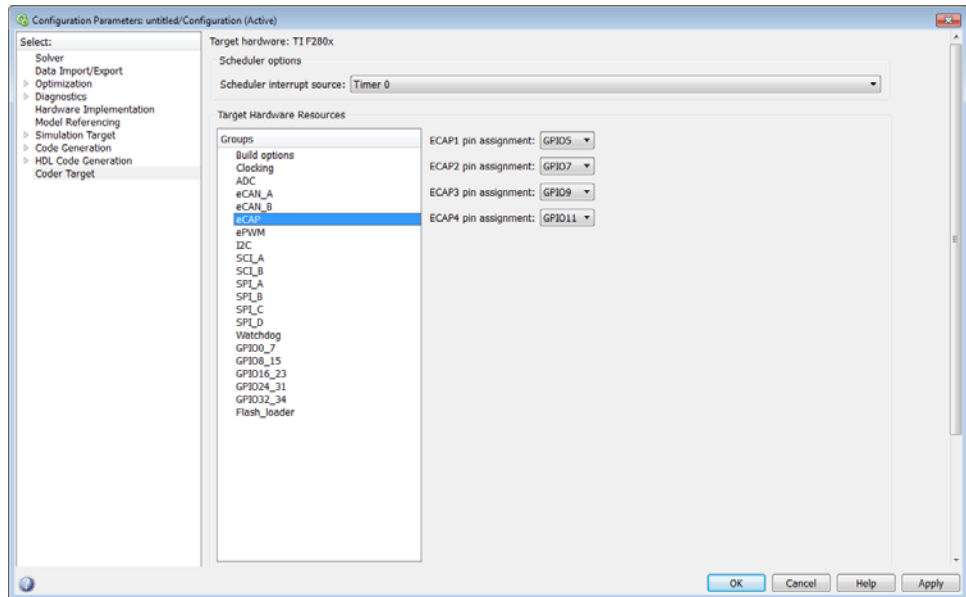 Configuration Parameters: untitled/Configuration (Active)
Select:
Solver
Data Import/Export
Optimization
Diagnostics
Hardware Implementation
Model Referencing
Simulation Target
Code Generation
HDL Code Generation
Coder Target
Target hardware: TI F280x
Scheduler options
Scheduler interrupt source: Timer 0
Target Hardware Resources
Groups
Build options
Clocking
ADC
eCAN_A
eCAN_B
eCAP
ePWM
I2C
SCI_A
SCI_B
SPI_A
SPI_B
SPI_C
SPI_D
Watchdog
GPIO0_7
GPIO8_15
GPIO16_23
GPIO24_31
GPIO32_34
Flash_loader
ECAP1 pin assignment: GPIO5
ECAP2 pin assignment: GPIO7
ECAP3 pin assignment: GPIO9
ECAP4 pin assignment: GPIO11
OK Cancel Help Apply